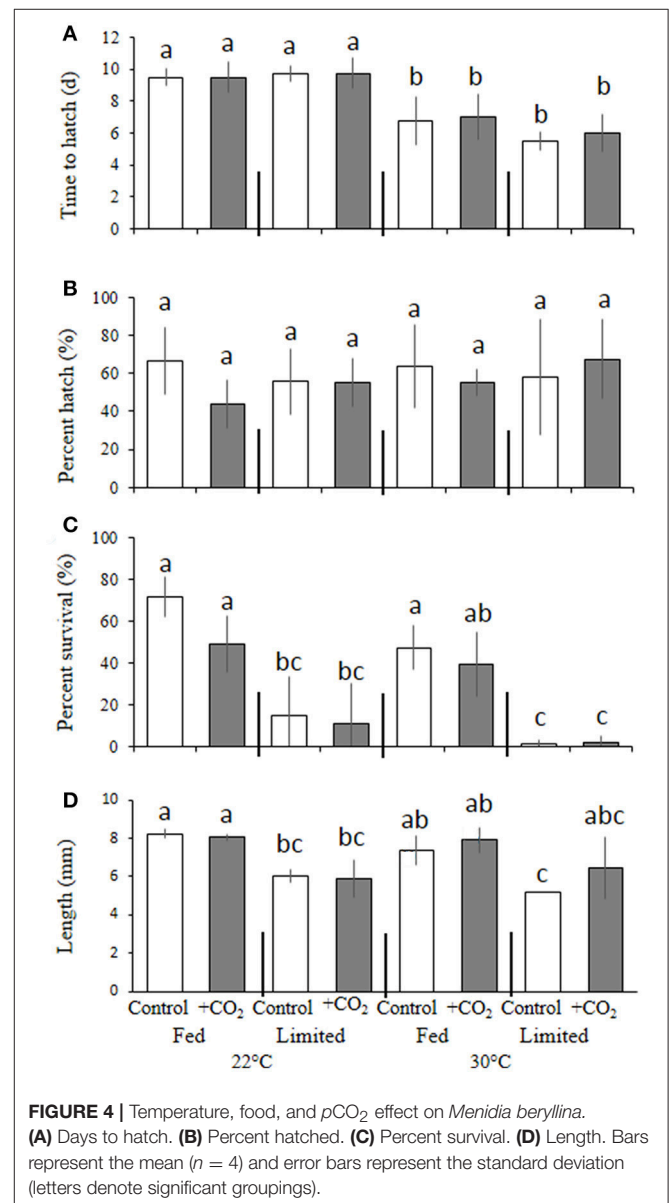 A
Time to hatch (d)
12
10
8
6
4
2
0
a a a a b b b b
B
Percent hatch (%)
100
80
60
40
20
0
a a a a a a a a
C
Percent survival (%)
100
80
60
40
20
0
a a bc bc a ab c c
D
Length (mm)
10
8
6
4
2
0
a a bc bc ab ab c abc
Control +CO₂ Control +CO₂ Control +CO₂ Control +CO₂
Fed Limited Fed Limited
22°C 30°C
FIGURE 4 | Temperature, food, and pCO₂ effect on Menidia beryllina.
(A) Days to hatch. (B) Percent hatched. (C) Percent survival. (D) Length. Bars
represent the mean (n = 4) and error bars represent the standard deviation
(letters denote significant groupings).